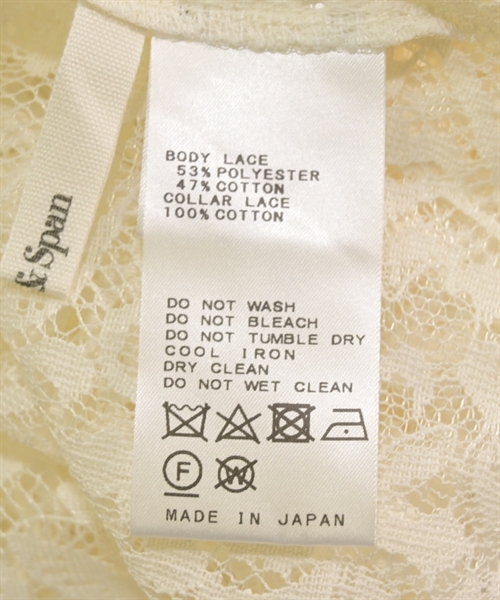 & Span
BODY LACE
53% POLYESTER
47% COTTON
COLLAR LACE
100% COTTON
DO NOT WASH
DO NOT BLEACH
DO NOT TUMBLE DRY
COOL IRON
DRY CLEAN
DO NOT WET CLEAN
F W
MADE IN JAPAN